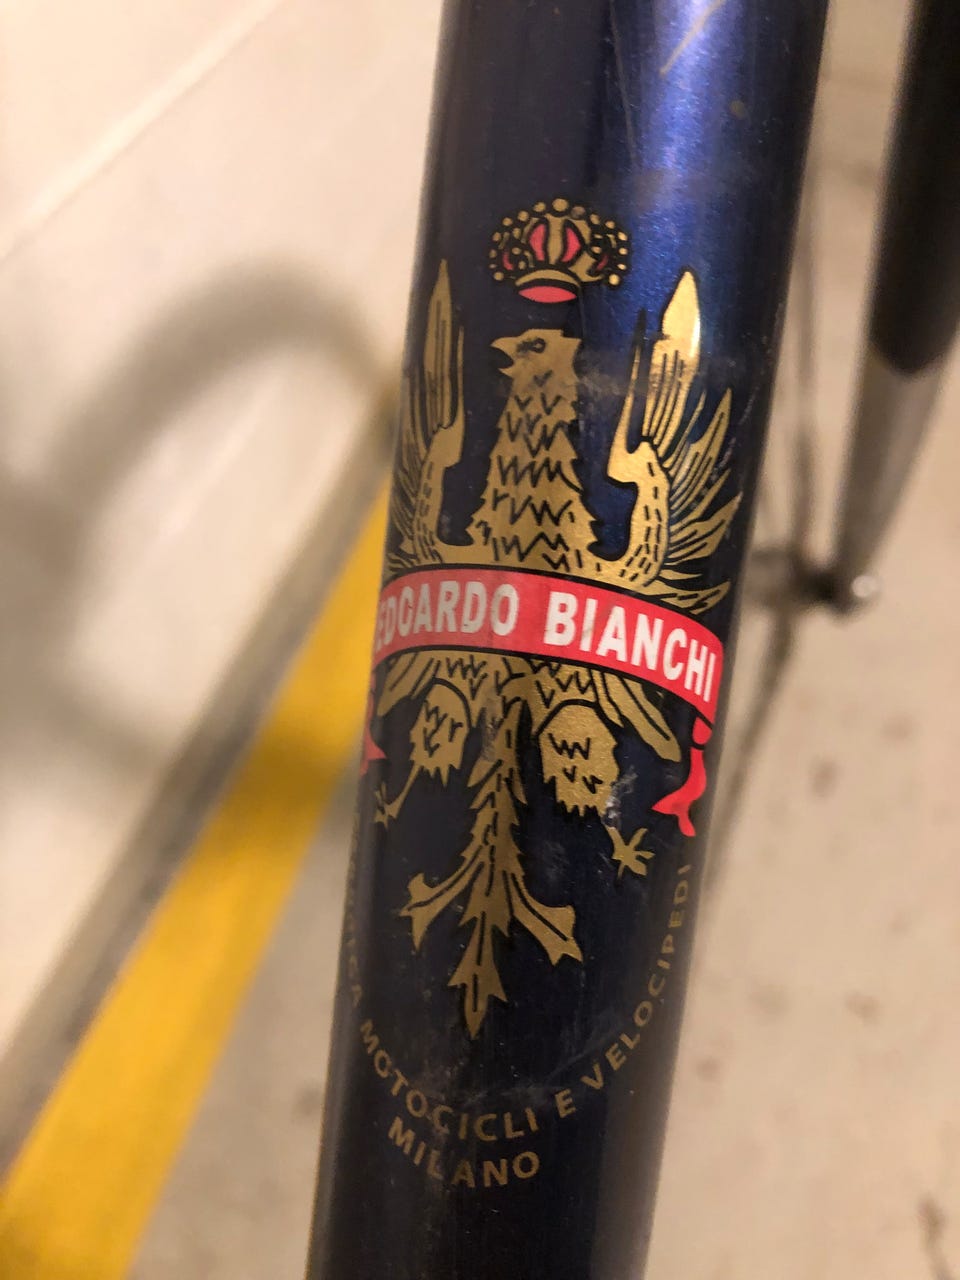 EDOARDO BIANCHI
MOTOCICLI E VELOCIPEDI
MILANO